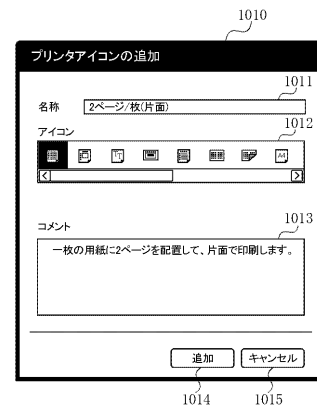 1010
プリンタアイコンの追加
1011
名称 2ページ/枚(片面)
1012
アイコン
1013
コメント
一枚の用紙に2ページを配置して、片面で印刷します。
追加 キャンセル
1014 1015